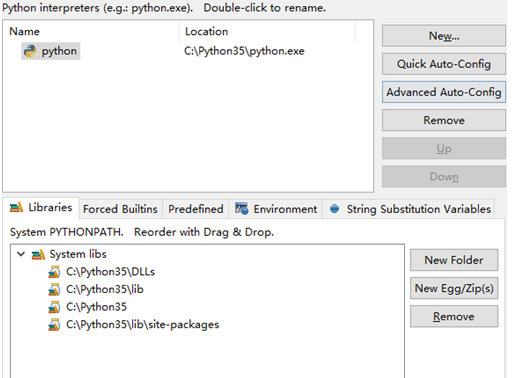 Python interpreters (e.g.: python.exe).   Double-click to rename.
Name Location
python C:\Python35\python.exe
New...
Quick Auto-Config
Advanced Auto-Config
Remove
Up
Down
Libraries Forced Builtins Predefined Environment String Substitution Variables
System PYTHONPATH.   Reorder with Drag & Drop.
System libs
C:\Python35\DLLs
C:\Python35\lib
C:\Python35
C:\Python35\lib\site-packages
New Folder
New Egg/Zip(s)
Remove